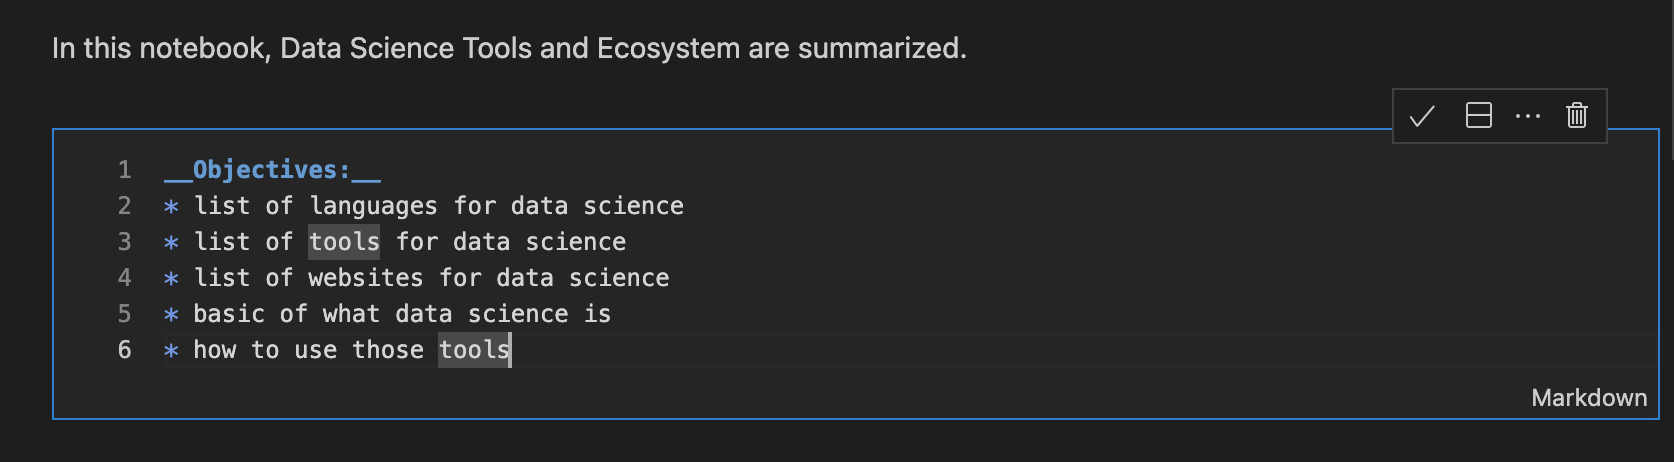 In this notebook, Data Science Tools and Ecosystem are summarized.
1 __Objectives:__
2 * list of languages for data science
3 * list of tools for data science
4 * list of websites for data science
5 * basic of what data science is
6 * how to use those tools
Markdown